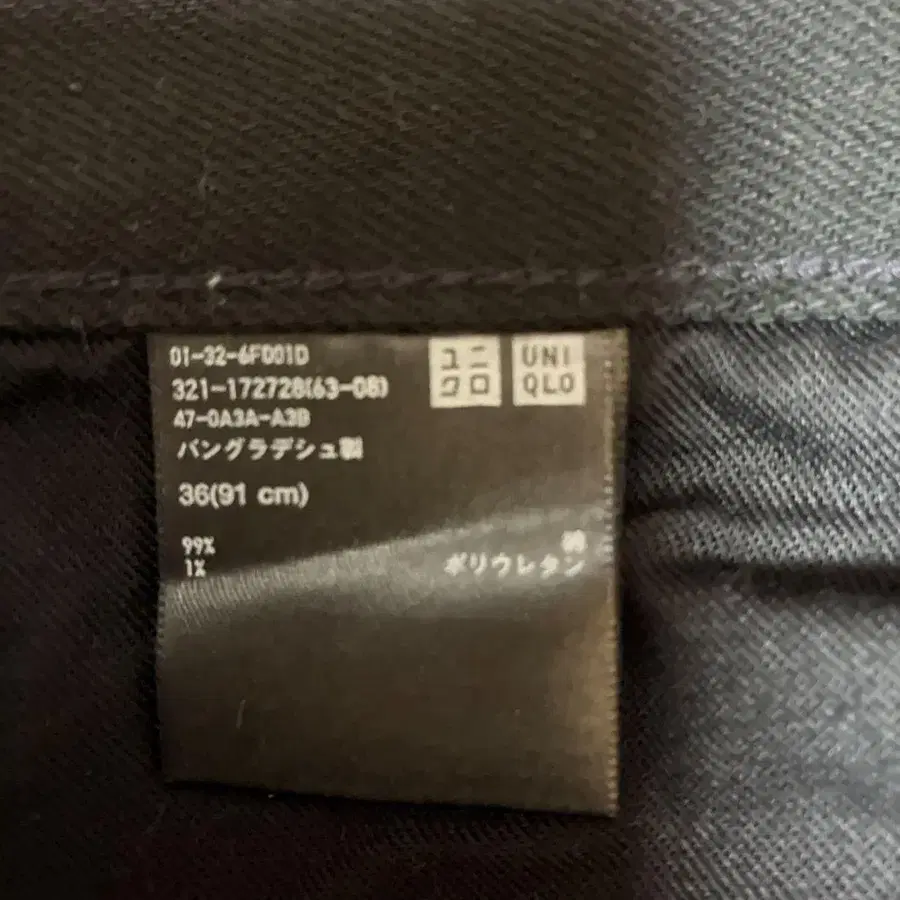 01-32-6F001D
321-172728(63-08)
47-0A3A-A3B
バングラデシュ製
36(91 cm)
ユニ
クロ
UNI
QLO
99% 綿
1% ポリウレタン